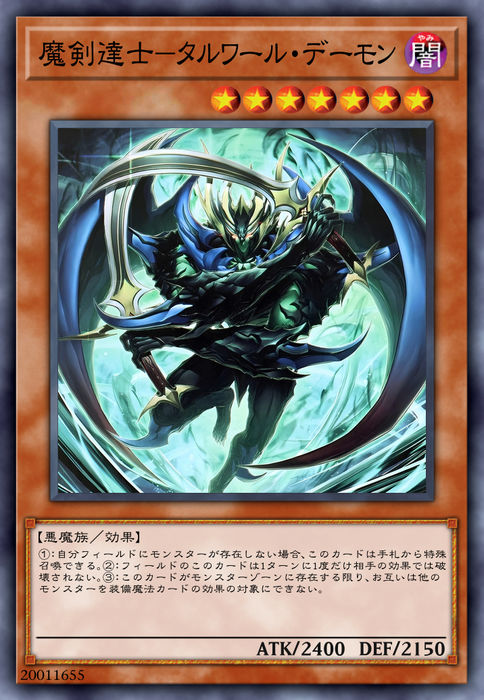 魔剣達士－タルワール・デーモン
やみ
闇
【悪魔族／効果】
①：自分フィールドにモンスターが存在しない場合、このカードは手札から特殊
召喚できる。②：フィールドのこのカードは1ターンに1度だけ相手の効果では破
壊されない。③：このカードがモンスターゾーンに存在する限り、お互いは他の
モンスターを装備魔法カードの効果の対象にできない。
ATK/2400 DEF/2150
20011655